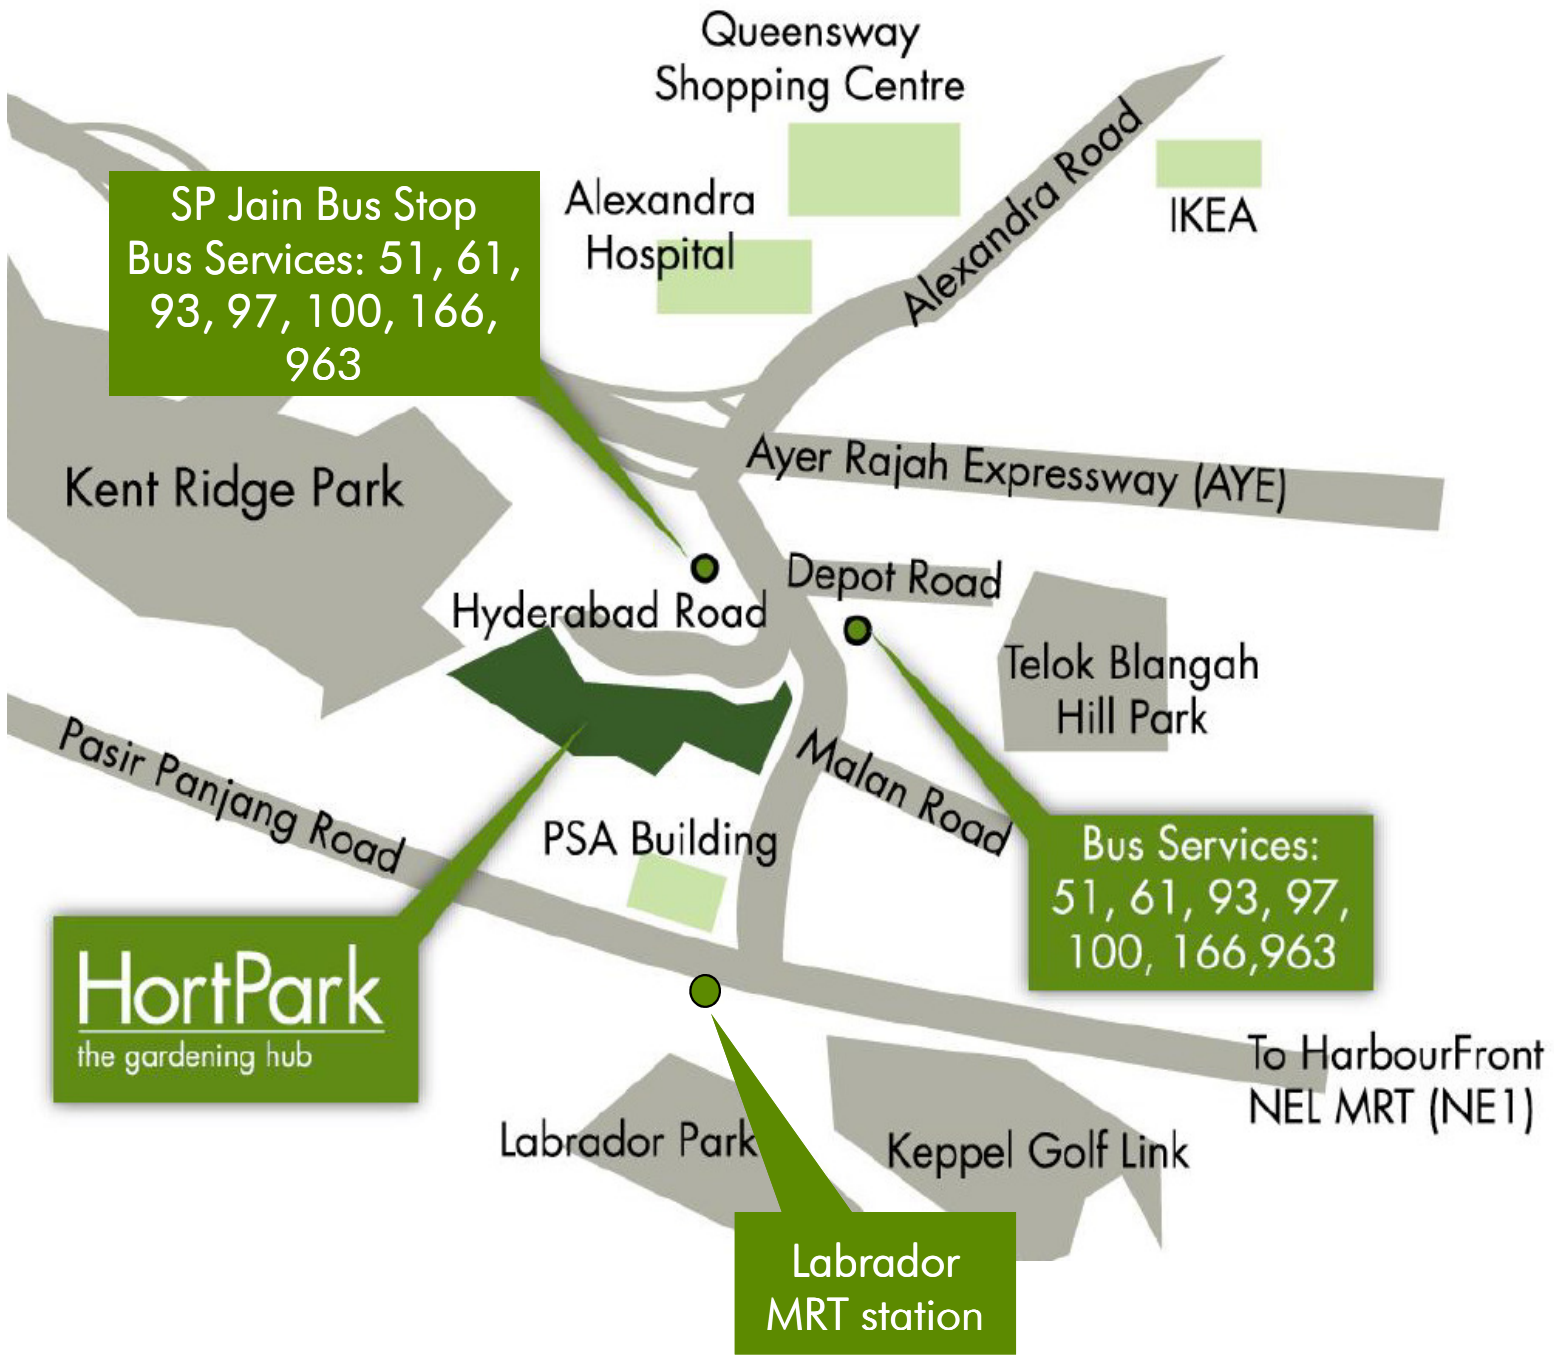 Queensway
Shopping Centre
Alexandra Road
IKEA
Alexandra
Hospital
SP Jain Bus Stop
Bus Services: 51, 61,
93, 97, 100, 166,
963
Ayer Rajah Expressway (AYE)
Kent Ridge Park
Depot Road
Hyderabad Road
Telok Blangah
Hill Park
Pasir Panjang Road
Malan Road
PSA Building
Bus Services:
51, 61, 93, 97,
100, 166,963
HortPark
the gardening hub
To HarbourFront
NEL MRT (NE1)
Labrador Park
Keppel Golf Link
Labrador
MRT station